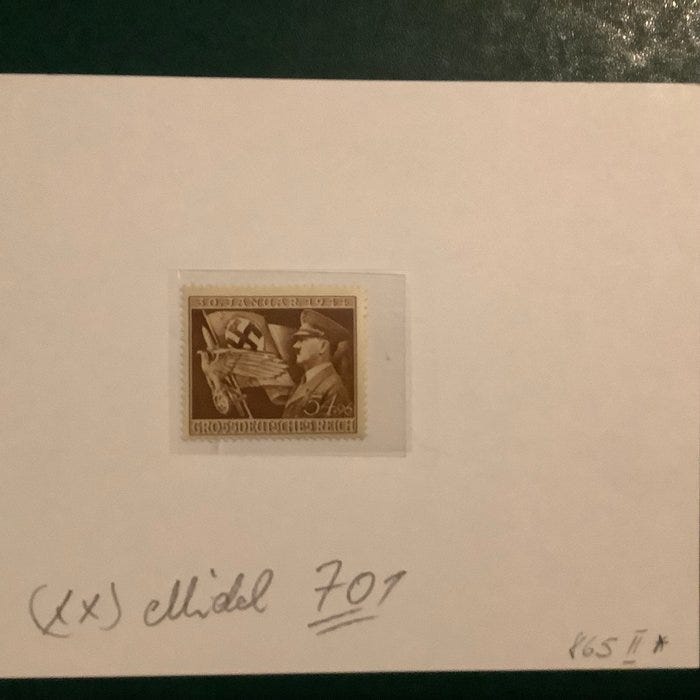 30. JANUAR 1944
54+96
GROSSDEUTSCHES REICH
(xx) Michel 701
865 II *